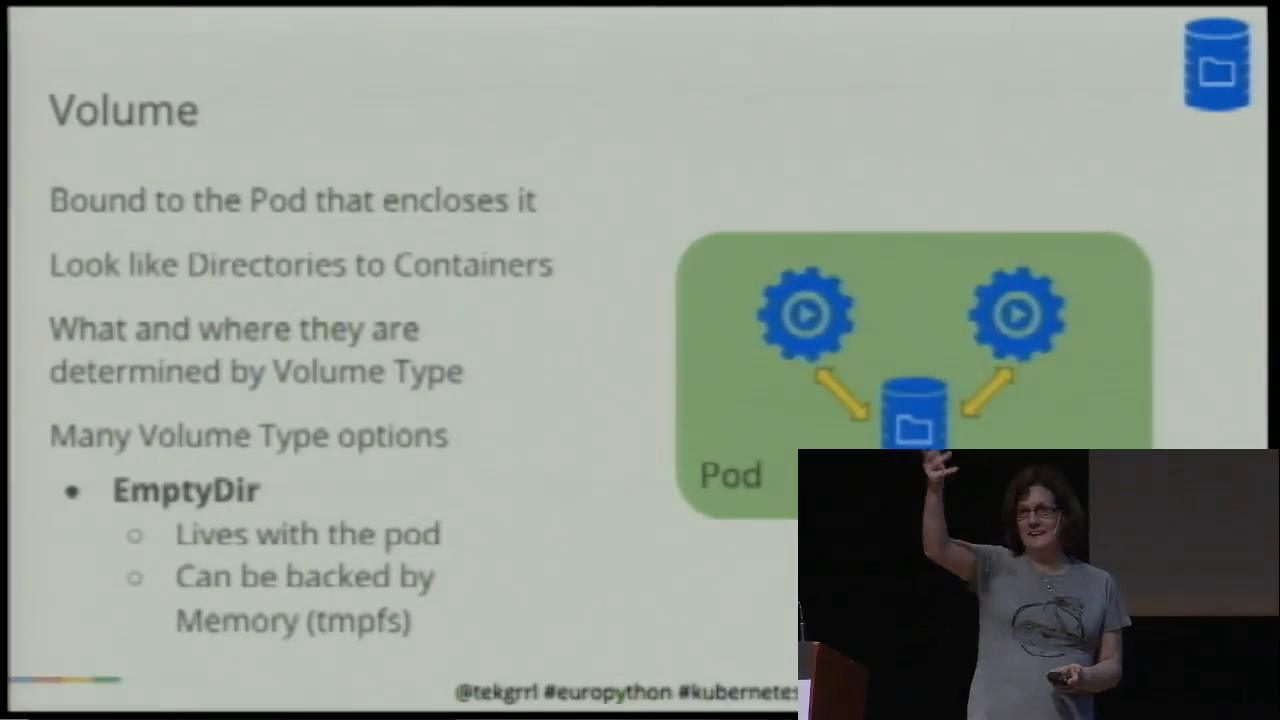 Volume
Bound to the Pod that encloses it
Look like Directories to Containers
What and where they are
determined by Volume Type
Many Volume Type options
• EmptyDir
○ Lives with the pod
○ Can be backed by
Memory (tmpfs)
Pod
@tekgrrl #europython #kubernetes